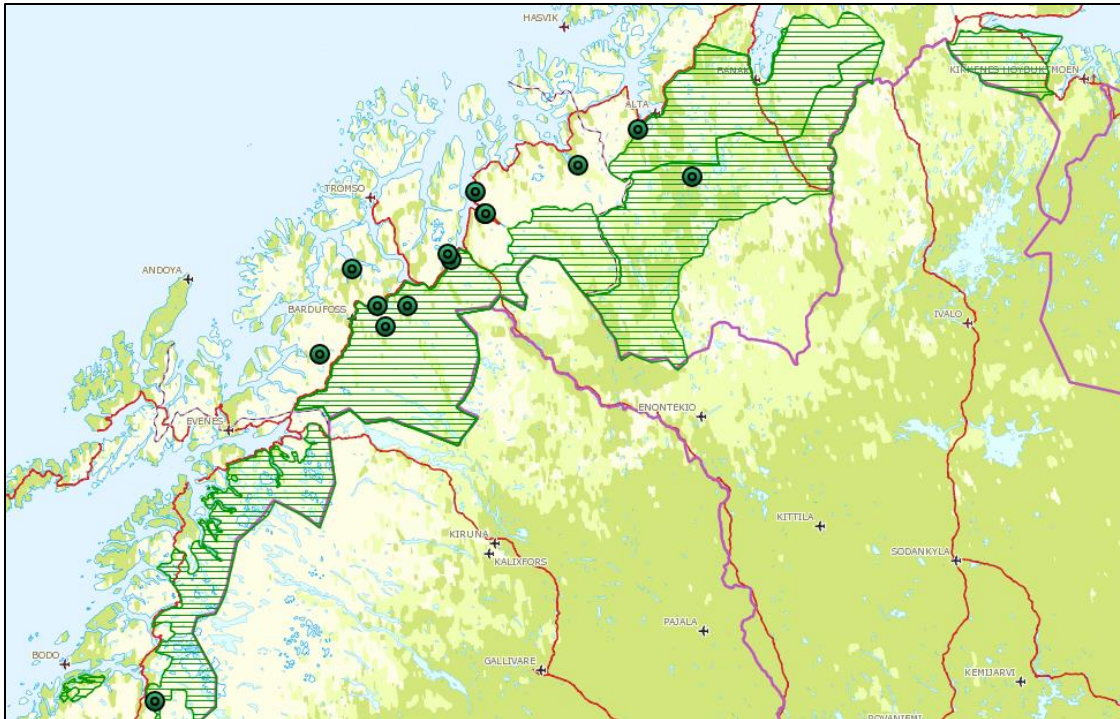 HASVIK
BANAK
KIRKENES HOYBUKTMOEN
ALTA
TROMSO
ANDOYA
BARDUFOSS
IVALO
ENONTEKIO
EVENES
KITTILA
KIRUNA
KALIXFORS
SODANKYLA
PAJALA
BODO
GALLIVARE
KEMIJARVI
ROVANIEMI